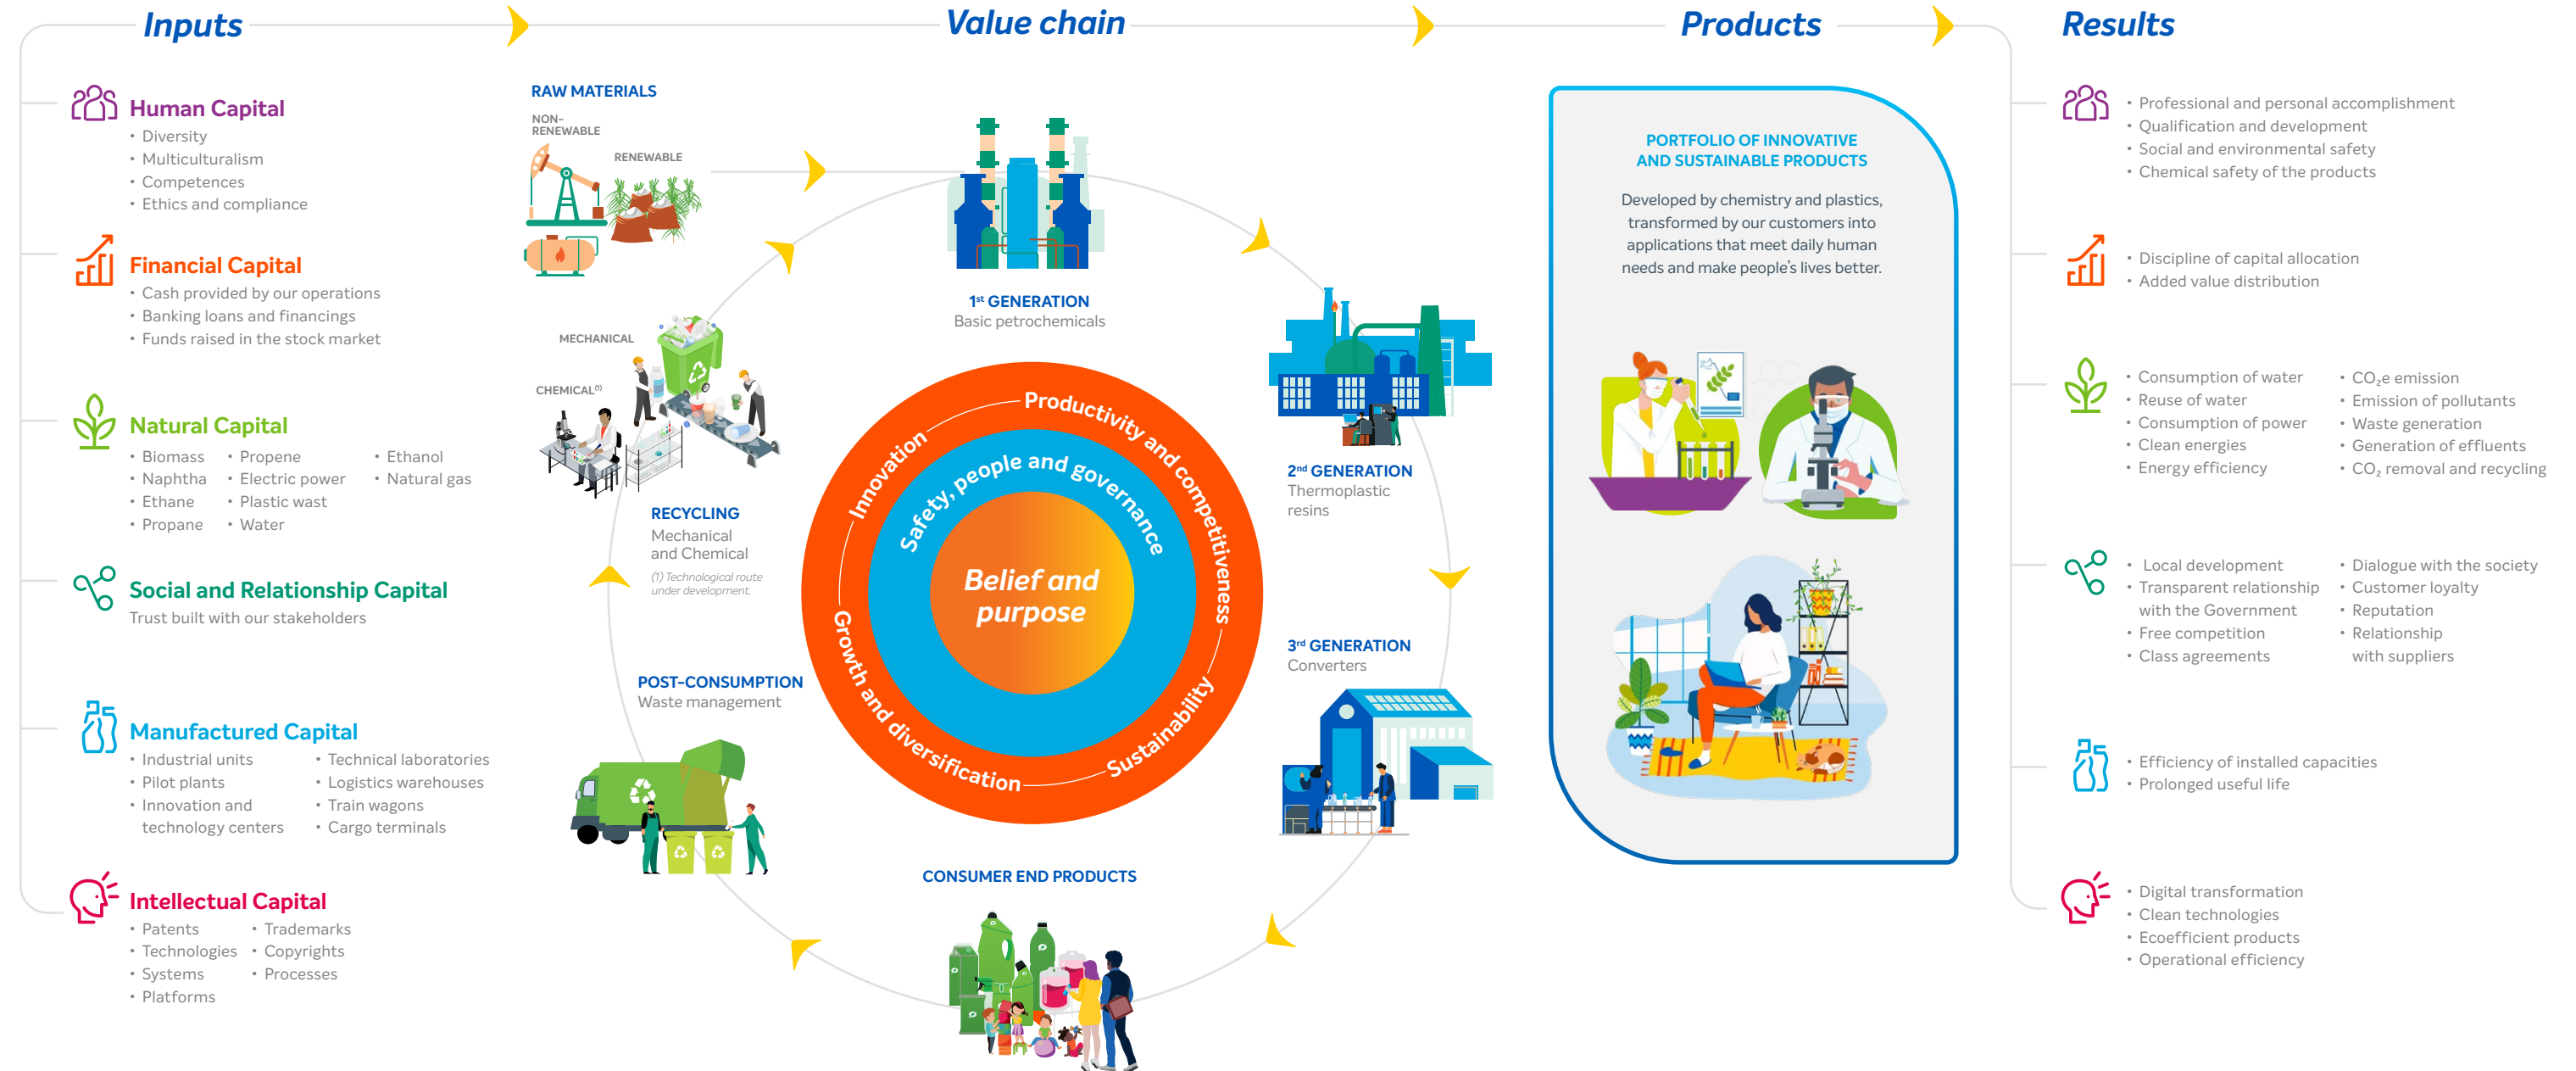 Inputs
Value chain
Products
Results
Human Capital
• Diversity
• Multiculturalism
• Competences
• Ethics and compliance
Financial Capital
• Cash provided by our operations
• Banking loans and financings
• Funds raised in the stock market
Natural Capital
• Biomass
• Naphtha
• Ethane
• Propane
• Propene
• Electric power
• Plastic wast
• Water
• Ethanol
• Natural gas
Social and Relationship Capital
Trust built with our stakeholders
Manufactured Capital
• Industrial units
• Pilot plants
• Innovation and
technology centers
• Technical laboratories
• Logistics warehouses
• Train wagons
• Cargo terminals
Intellectual Capital
• Patents
• Technologies
• Systems
• Platforms
• Trademarks
• Copyrights
• Processes
RAW MATERIALS
NON-
RENEWABLE
RENEWABLE
1st GENERATION
Basic petrochemicals
2nd GENERATION
Thermoplastic
resins
3rd GENERATION
Converters
CONSUMER END PRODUCTS
POST-CONSUMPTION
Waste management
MECHANICAL
CHEMICAL(1)
RECYCLING
Mechanical
and Chemical
(1) Technological route
under development.
Innovation
Productivity and competitiveness
Sustainability
Growth and diversification
Safety, people and governance
Belief and
purpose
PORTFOLIO OF INNOVATIVE
AND SUSTAINABLE PRODUCTS
Developed by chemistry and plastics,
transformed by our customers into
applications that meet daily human
needs and make people's lives better.
• Professional and personal accomplishment
• Qualification and development
• Social and environmental safety
• Chemical safety of the products
• Discipline of capital allocation
• Added value distribution
• Consumption of water
• Reuse of water
• Consumption of power
• Clean energies
• Energy efficiency
• CO₂e emission
• Emission of pollutants
• Waste generation
• Generation of effluents
• CO₂ removal and recycling
• Local development
• Transparent relationship
with the Government
• Free competition
• Class agreements
• Dialogue with the society
• Customer loyalty
• Reputation
• Relationship
with suppliers
• Efficiency of installed capacities
• Prolonged useful life
• Digital transformation
• Clean technologies
• Ecoefficient products
• Operational efficiency